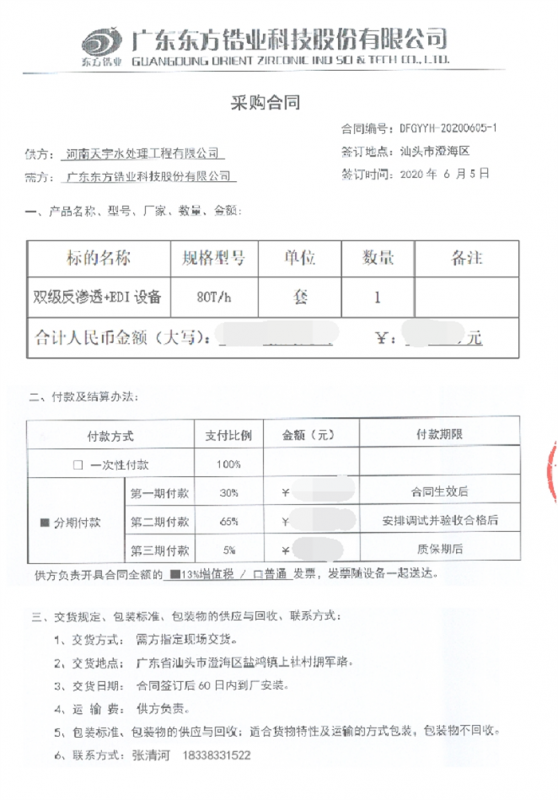 东方锆业
广东东方锆业科技股份有限公司
GUANGDONG ORIENT ZIRCONIC IND SCI & TECH CO., LTD.
采购合同
合同编号：DFGYYH-20200605-1
供方：河南天宇水处理工程有限公司 签订地点：汕头市澄海区
需方：广东东方锆业科技股份有限公司 签订时间：2020 年 6 月 5 日
一、产品名称、型号、厂家、数量、金额：
标的名称 规格型号 单位 数量 备注
双级反渗透+EDI 设备 80T/h 套 1
合计人民币金额（大写）： ￥： 元
二、付款及结算办法：
付款方式 支付比例 金额（元） 付款期限
□ 一次性付款 100%
■ 分期付款 第一期付款 30% ￥ 合同生效后
第二期付款 65% ￥ 安排调试并验收合格后
第三期付款 5% ￥ 质保期后
供方负责开具合同全额的 ■13%增值税 / 口普通 发票，发票随设备一起送达。
三、交货规定、包装标准、包装物的供应与回收、联系方式：
1、交货方式： 需方指定现场交货。
2、交货地点： 广东省汕头市澄海区盐鸿镇上社村拥军路。
3、交货日期： 合同签订后 60 日内到厂安装。
4、运 输 费： 供方负责。
5、包装标准、包装物的供应与回收：适合货物特性及运输的方式包装，包装物不回收。
6、联系方式：张清河 18338331522